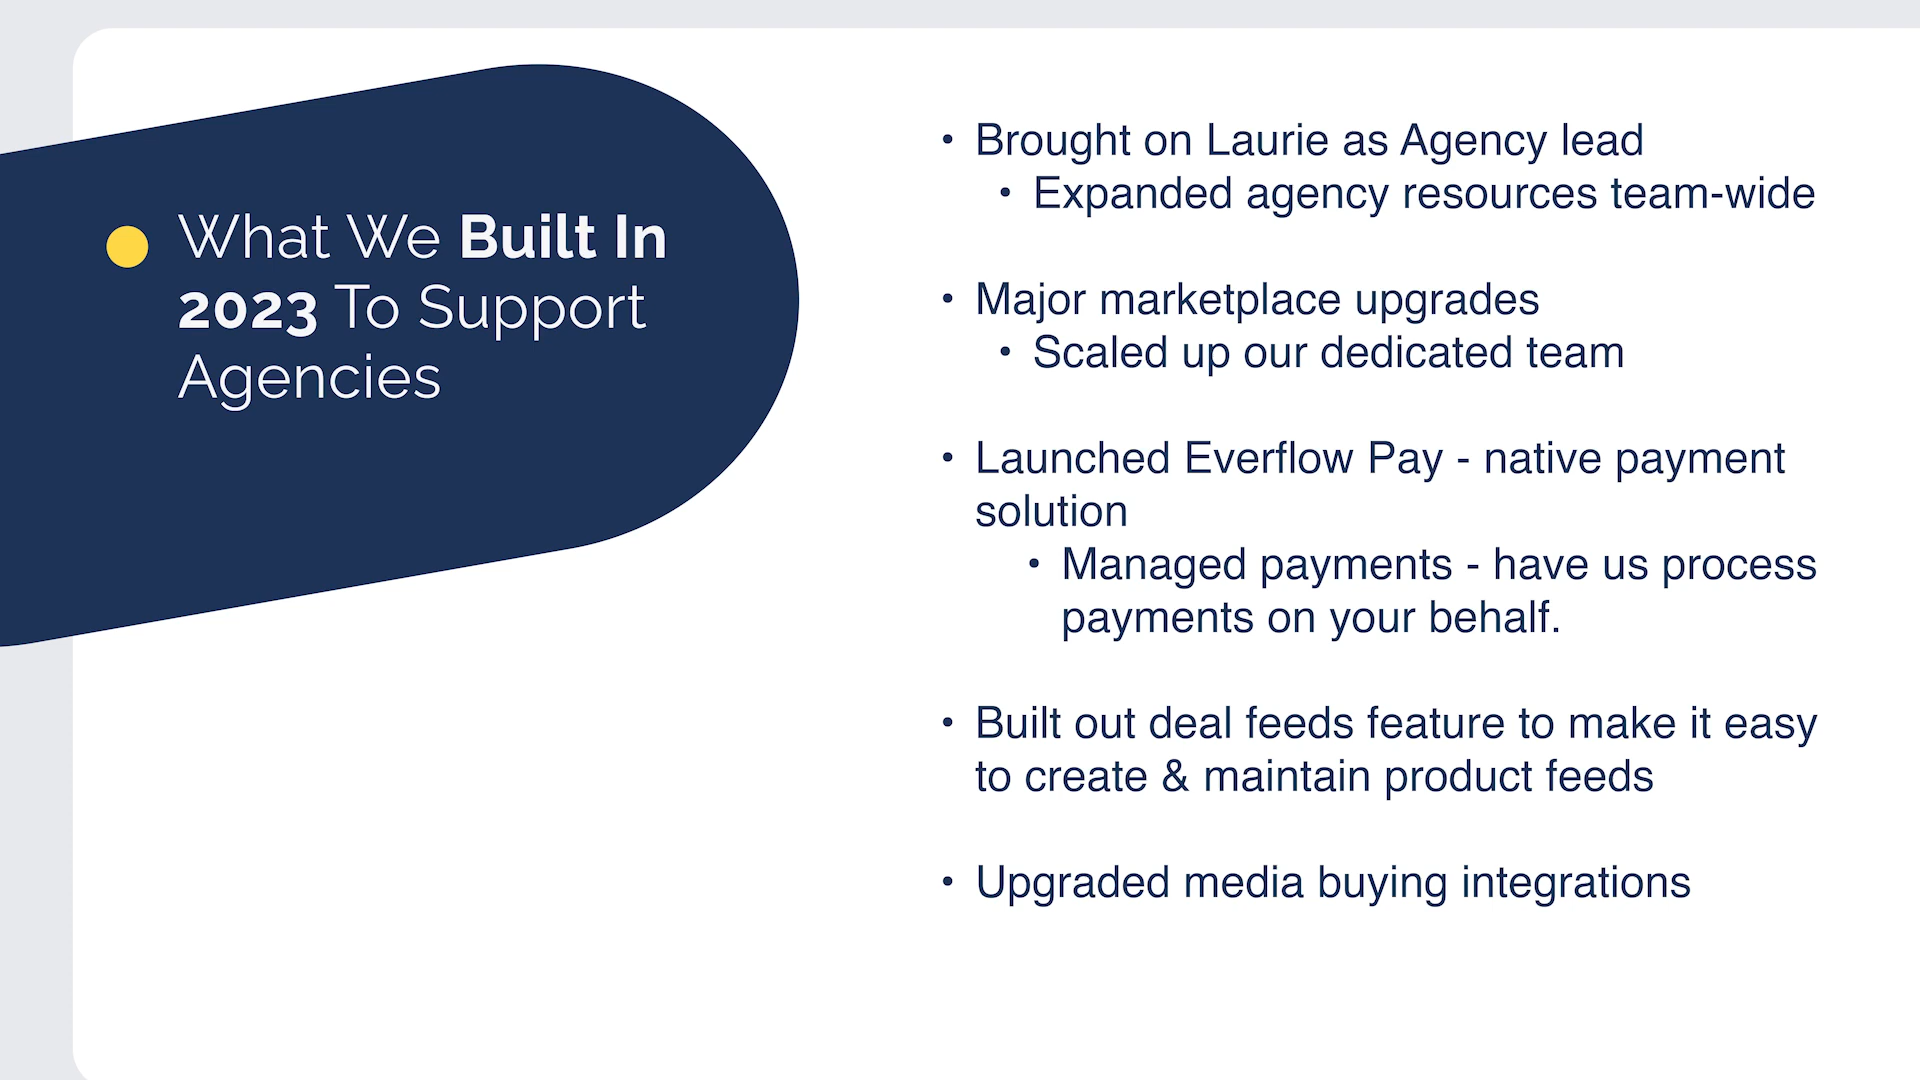 What We Built In
2023 To Support
Agencies
• Brought on Laurie as Agency lead
• Expanded agency resources team-wide
• Major marketplace upgrades
• Scaled up our dedicated team
• Launched Everflow Pay - native payment
solution
• Managed payments - have us process
payments on your behalf.
• Built out deal feeds feature to make it easy
to create & maintain product feeds
• Upgraded media buying integrations